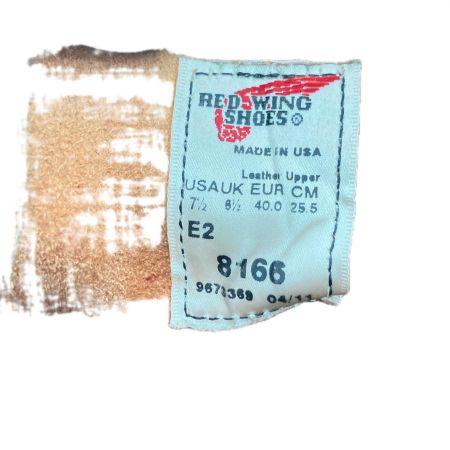 RED WING
SHOES®
MADE IN USA
Leather Upper
USA UK EUR CM
7½ 6½ 40.0 25.5
E2
8166
04/11